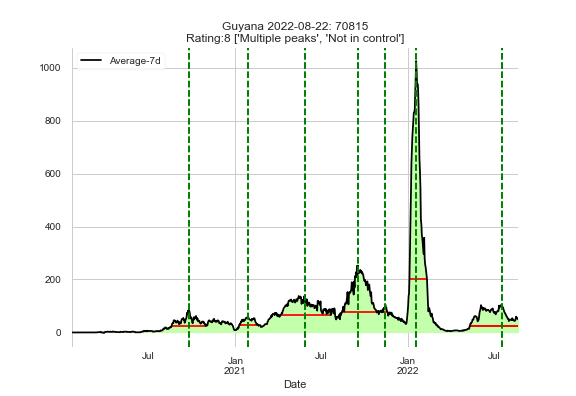 Guyana 2022-08-22: 70815
Rating:8 ['Multiple peaks', 'Not in control']
Average-7d
1000
800
600
400
200
0
Jul
Jan
2021
Jul
Jan
2022
Jul
Date